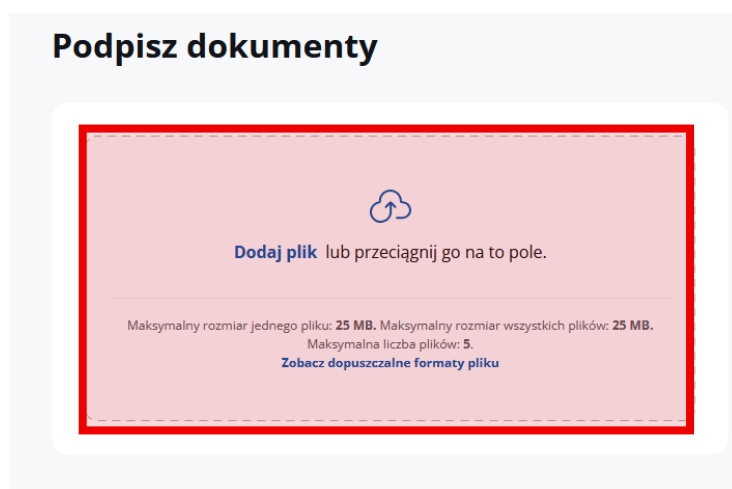 Podpisz dokumenty
Dodaj plik lub przeciągnij go na to pole.
Maksymalny rozmiar jednego pliku: 25 MB. Maksymalny rozmiar wszystkich plików: 25 MB.
Maksymalna liczba plików: 5.
Zobacz dopuszczalne formaty pliku